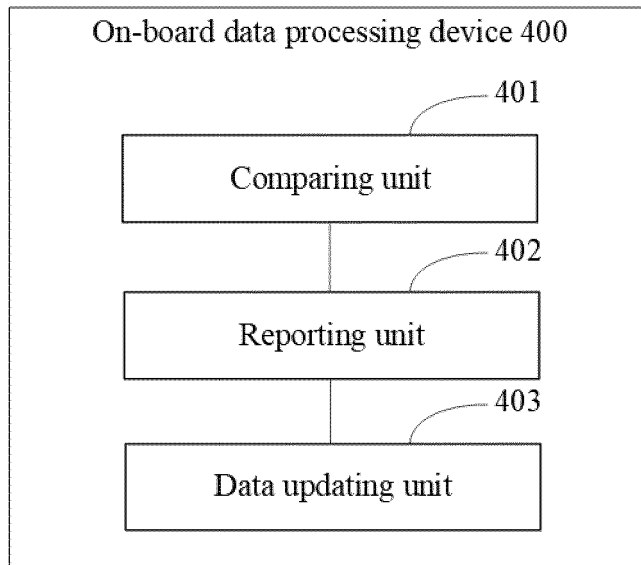 On-board data processing device 400
401
Comparing unit
402
Reporting unit
403
Data updating unit